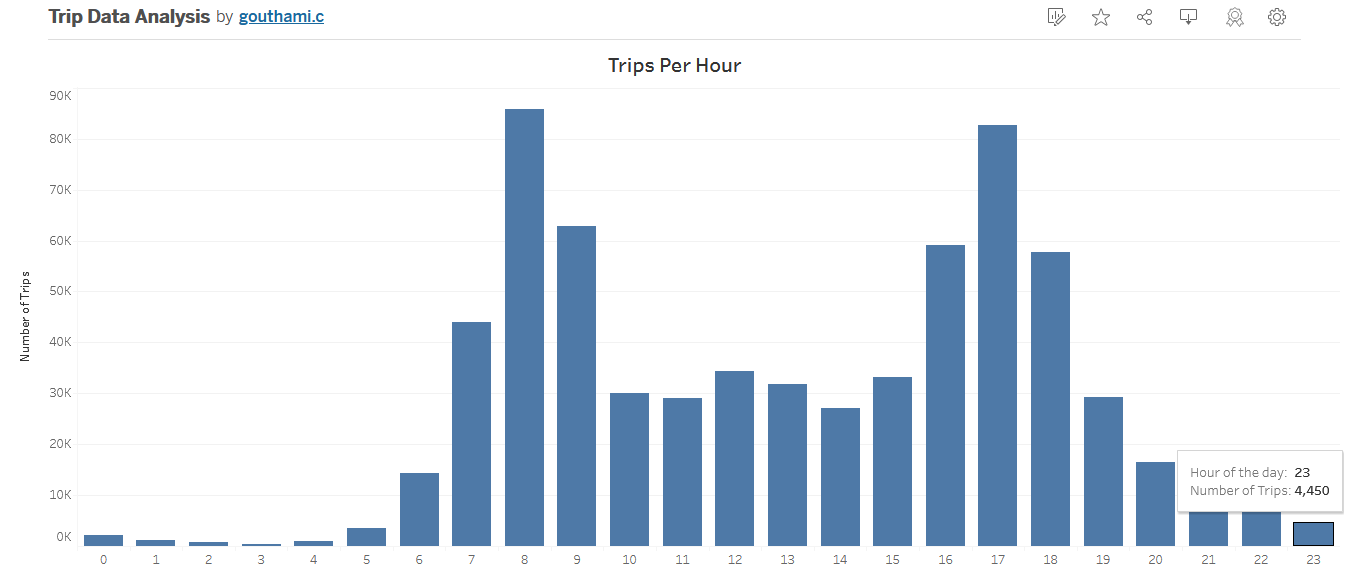 Trip Data Analysis by gouthami.c
Trips Per Hour
90K
80K
70K
60K
50K
40K
30K
20K
10K
0K
Number of Trips
Hour of the day: 23
Number of Trips: 4,450
0 1 2 3 4 5 6 7 8 9 10 11 12 13 14 15 16 17 18 19 20 21 22 23